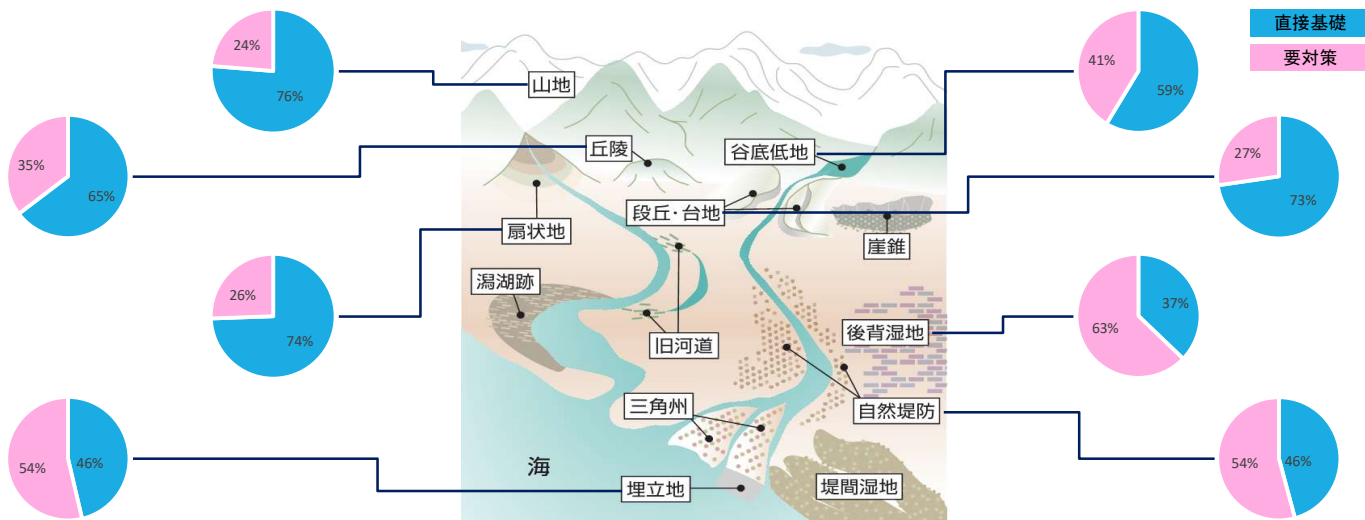 直接基礎
要対策
24%
76%
41%
59%
山地
35%
65%
丘陵
谷底低地
27%
73%
段丘・台地
扇状地
崖錐
26%
74%
潟湖跡
旧河道
後背湿地
37%
63%
三角州
自然堤防
54%
46%
海
埋立地
堤間湿地
54%
46%